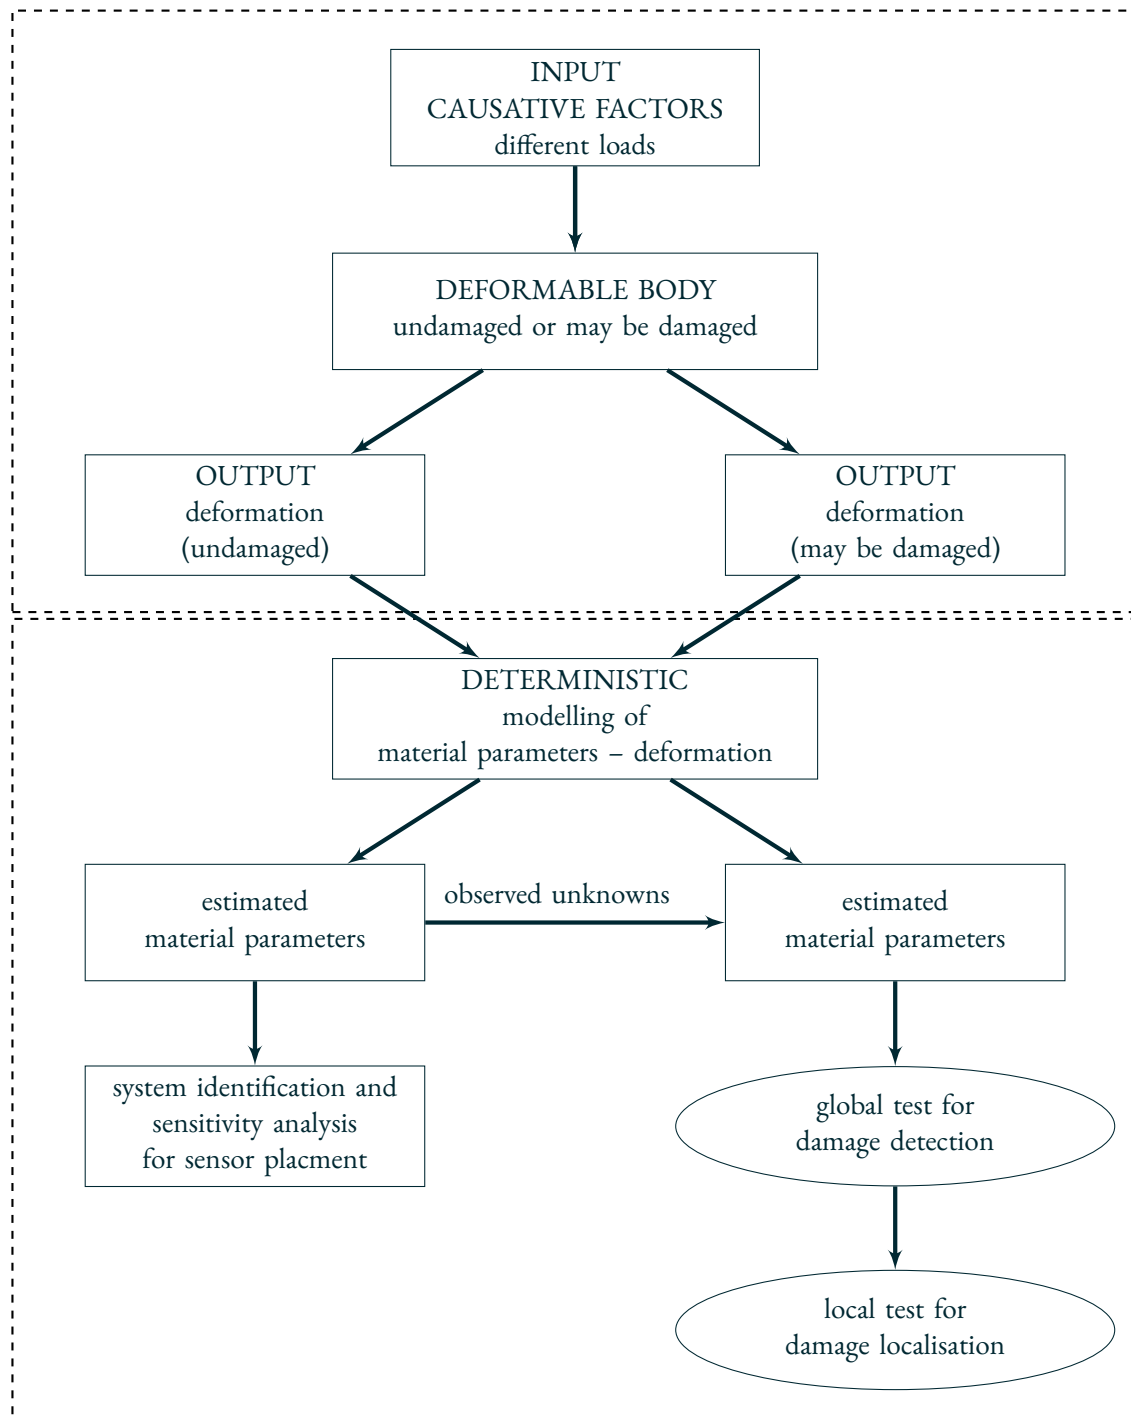 INPUT
CAUSATIVE FACTORS
different loads
DEFORMABLE BODY
undamaged or may be damaged
OUTPUT
deformation
(undamaged)
OUTPUT
deformation
(may be damaged)
DETERMINISTIC
modelling of
material parameters – deformation
estimated
material parameters
observed unknowns
estimated
material parameters
system identification and
sensitivity analysis
for sensor placment
global test for
damage detection
local test for
damage localisation